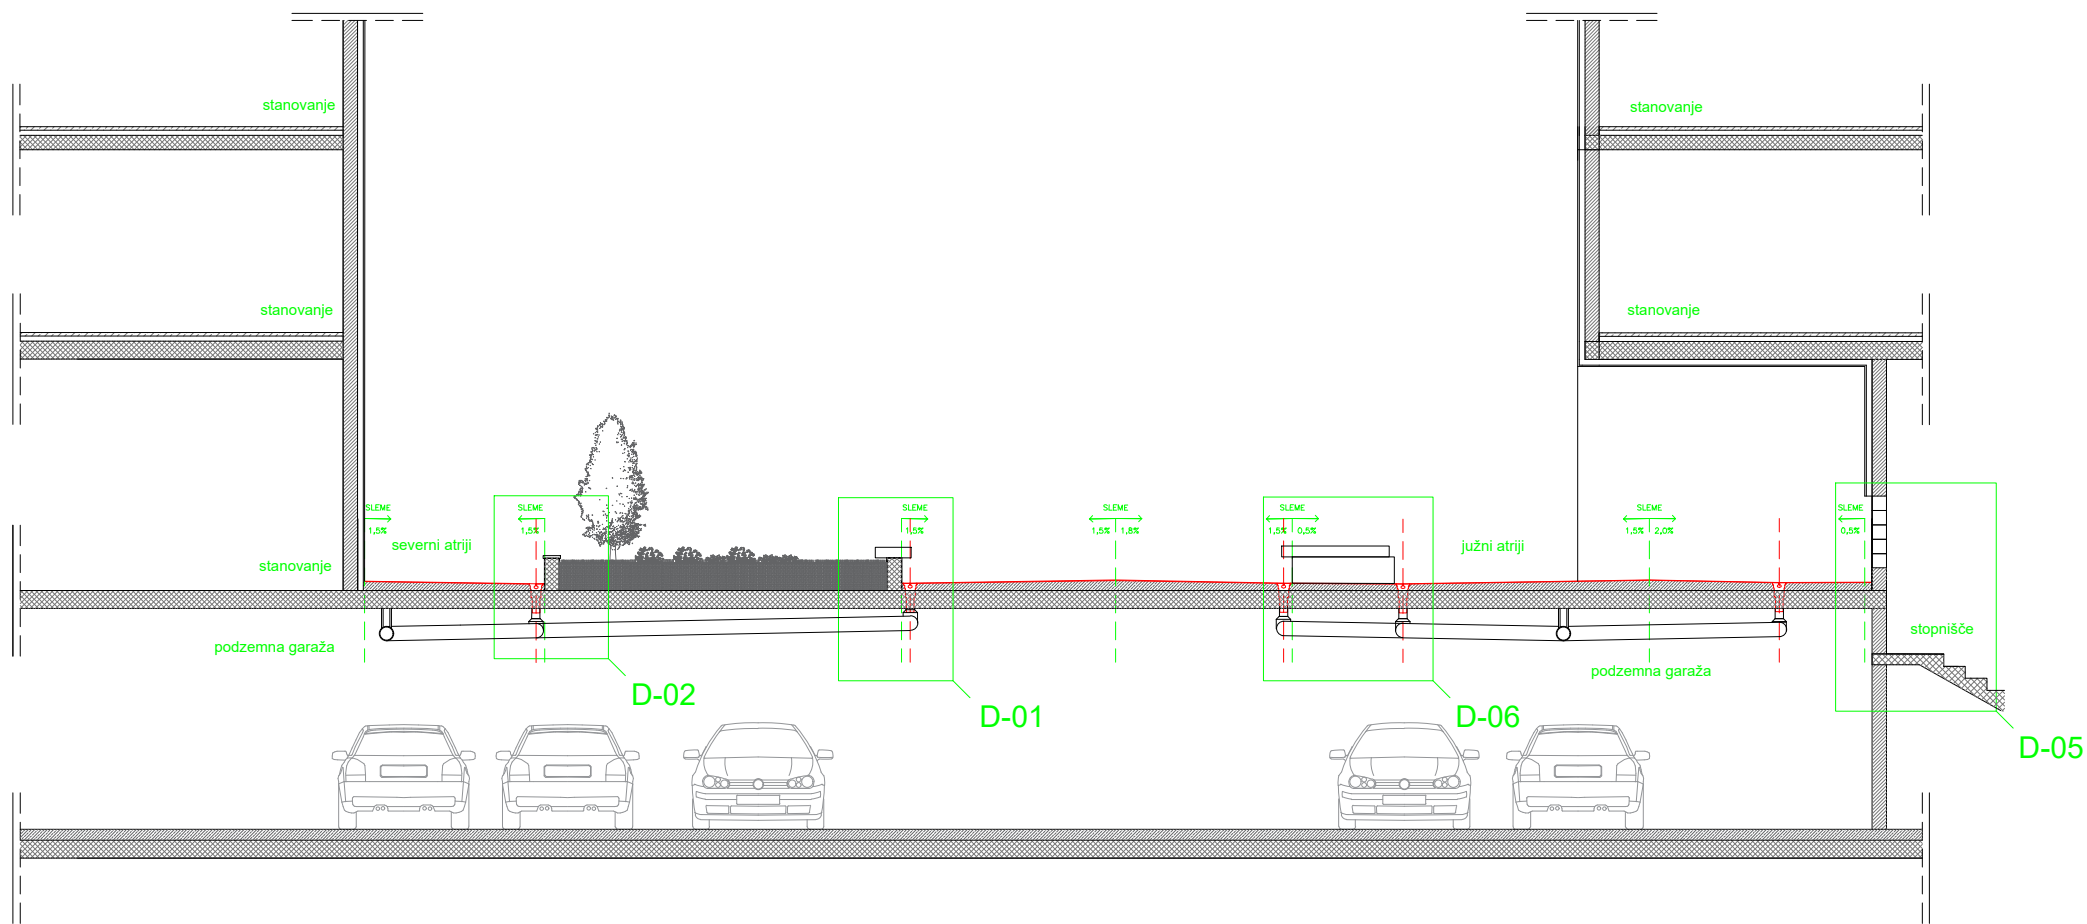 stanovanje
stanovanje
stanovanje
stanovanje
SLEME
1,5%
SLEME
1,5%
SLEME
1,5%
SLEME
1,5% 1,8%
SLEME
1,5% 0,5%
SLEME
1,5% 2,0%
SLEME
0,5%
severni atriji
južni atriji
stanovanje
podzemna garaža
stopnišče
podzemna garaža
D-02
D-01
D-06
D-05